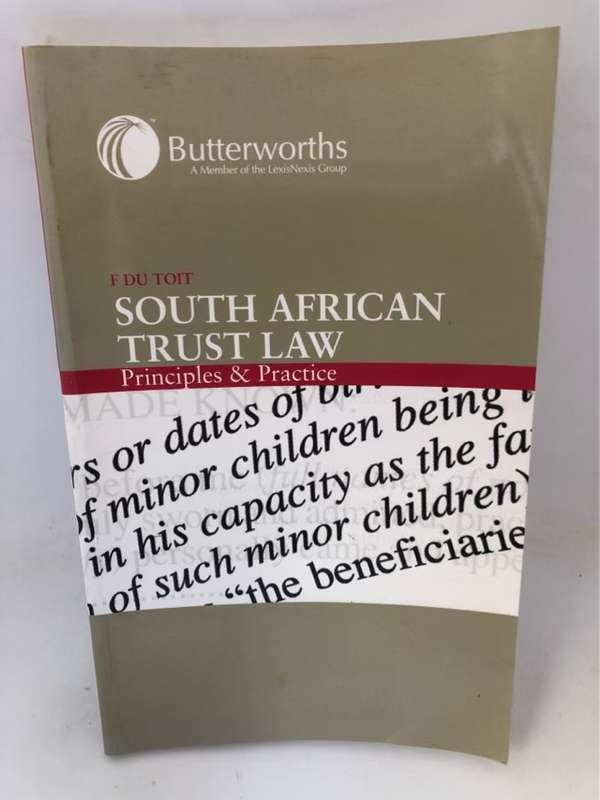 Butterworths
A Member of the LexisNexis Group
F DU TOIT
SOUTH AFRICAN
TRUST LAW
Principles & Practice
MADE KNOWN:
rs or dates of
of minor children being
in his capacity as the fa
of such minor children
"the beneficiarie